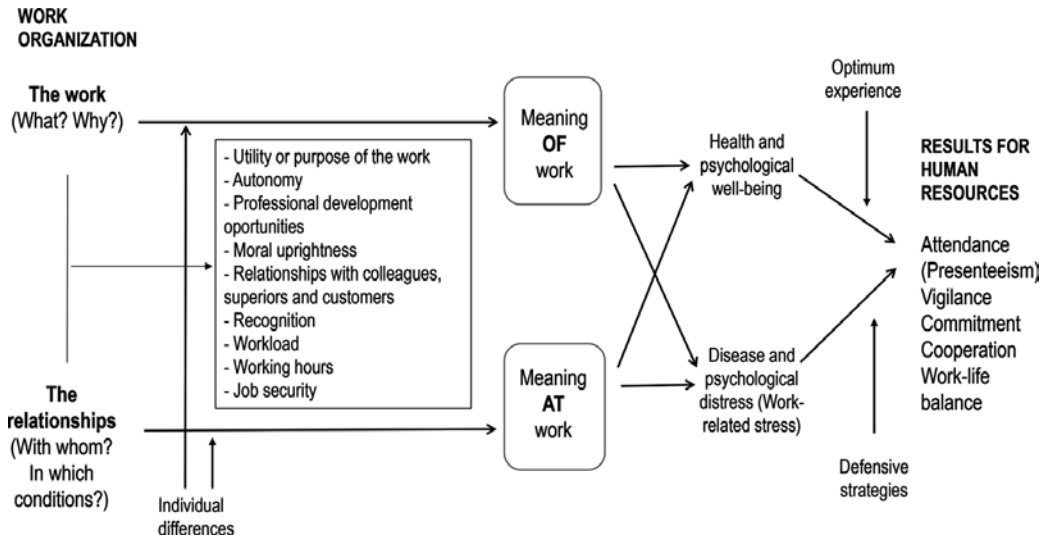 WORK
ORGANIZATION
The work
(What? Why?)
- Utility or purpose of the work
- Autonomy
- Professional development
oportunities
- Moral uprightness
- Relationships with colleagues,
superiors and customers
- Recognition
- Workload
- Working hours
- Job security
The
relationships
(With whom?
In which
conditions?)
Individual
differences
Meaning
OF
work
Meaning
AT
work
Health and
psychological
well-being
Disease and
psychological
distress (Work-
related stress)
Optimum
experience
Defensive
strategies
RESULTS FOR
HUMAN
RESOURCES
Attendance
(Presenteeism)
Vigilance
Commitment
Cooperation
Work-life
balance